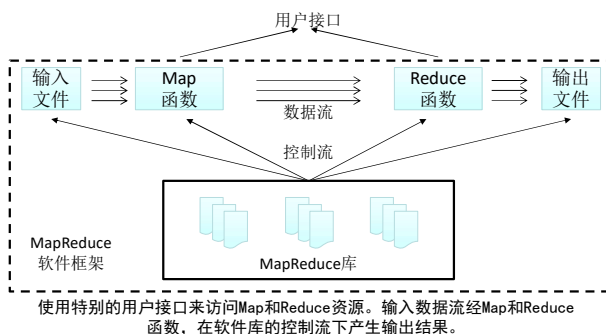 用户接口
输入
文件
Map
函数
Reduce
函数
输出
文件
数据流
控制流
MapReduce
软件框架
MapReduce库
使用特别的用户接口来访问Map和Reduce资源。输入数据流经Map和Reduce
函数，在软件库的控制流下产生输出结果。